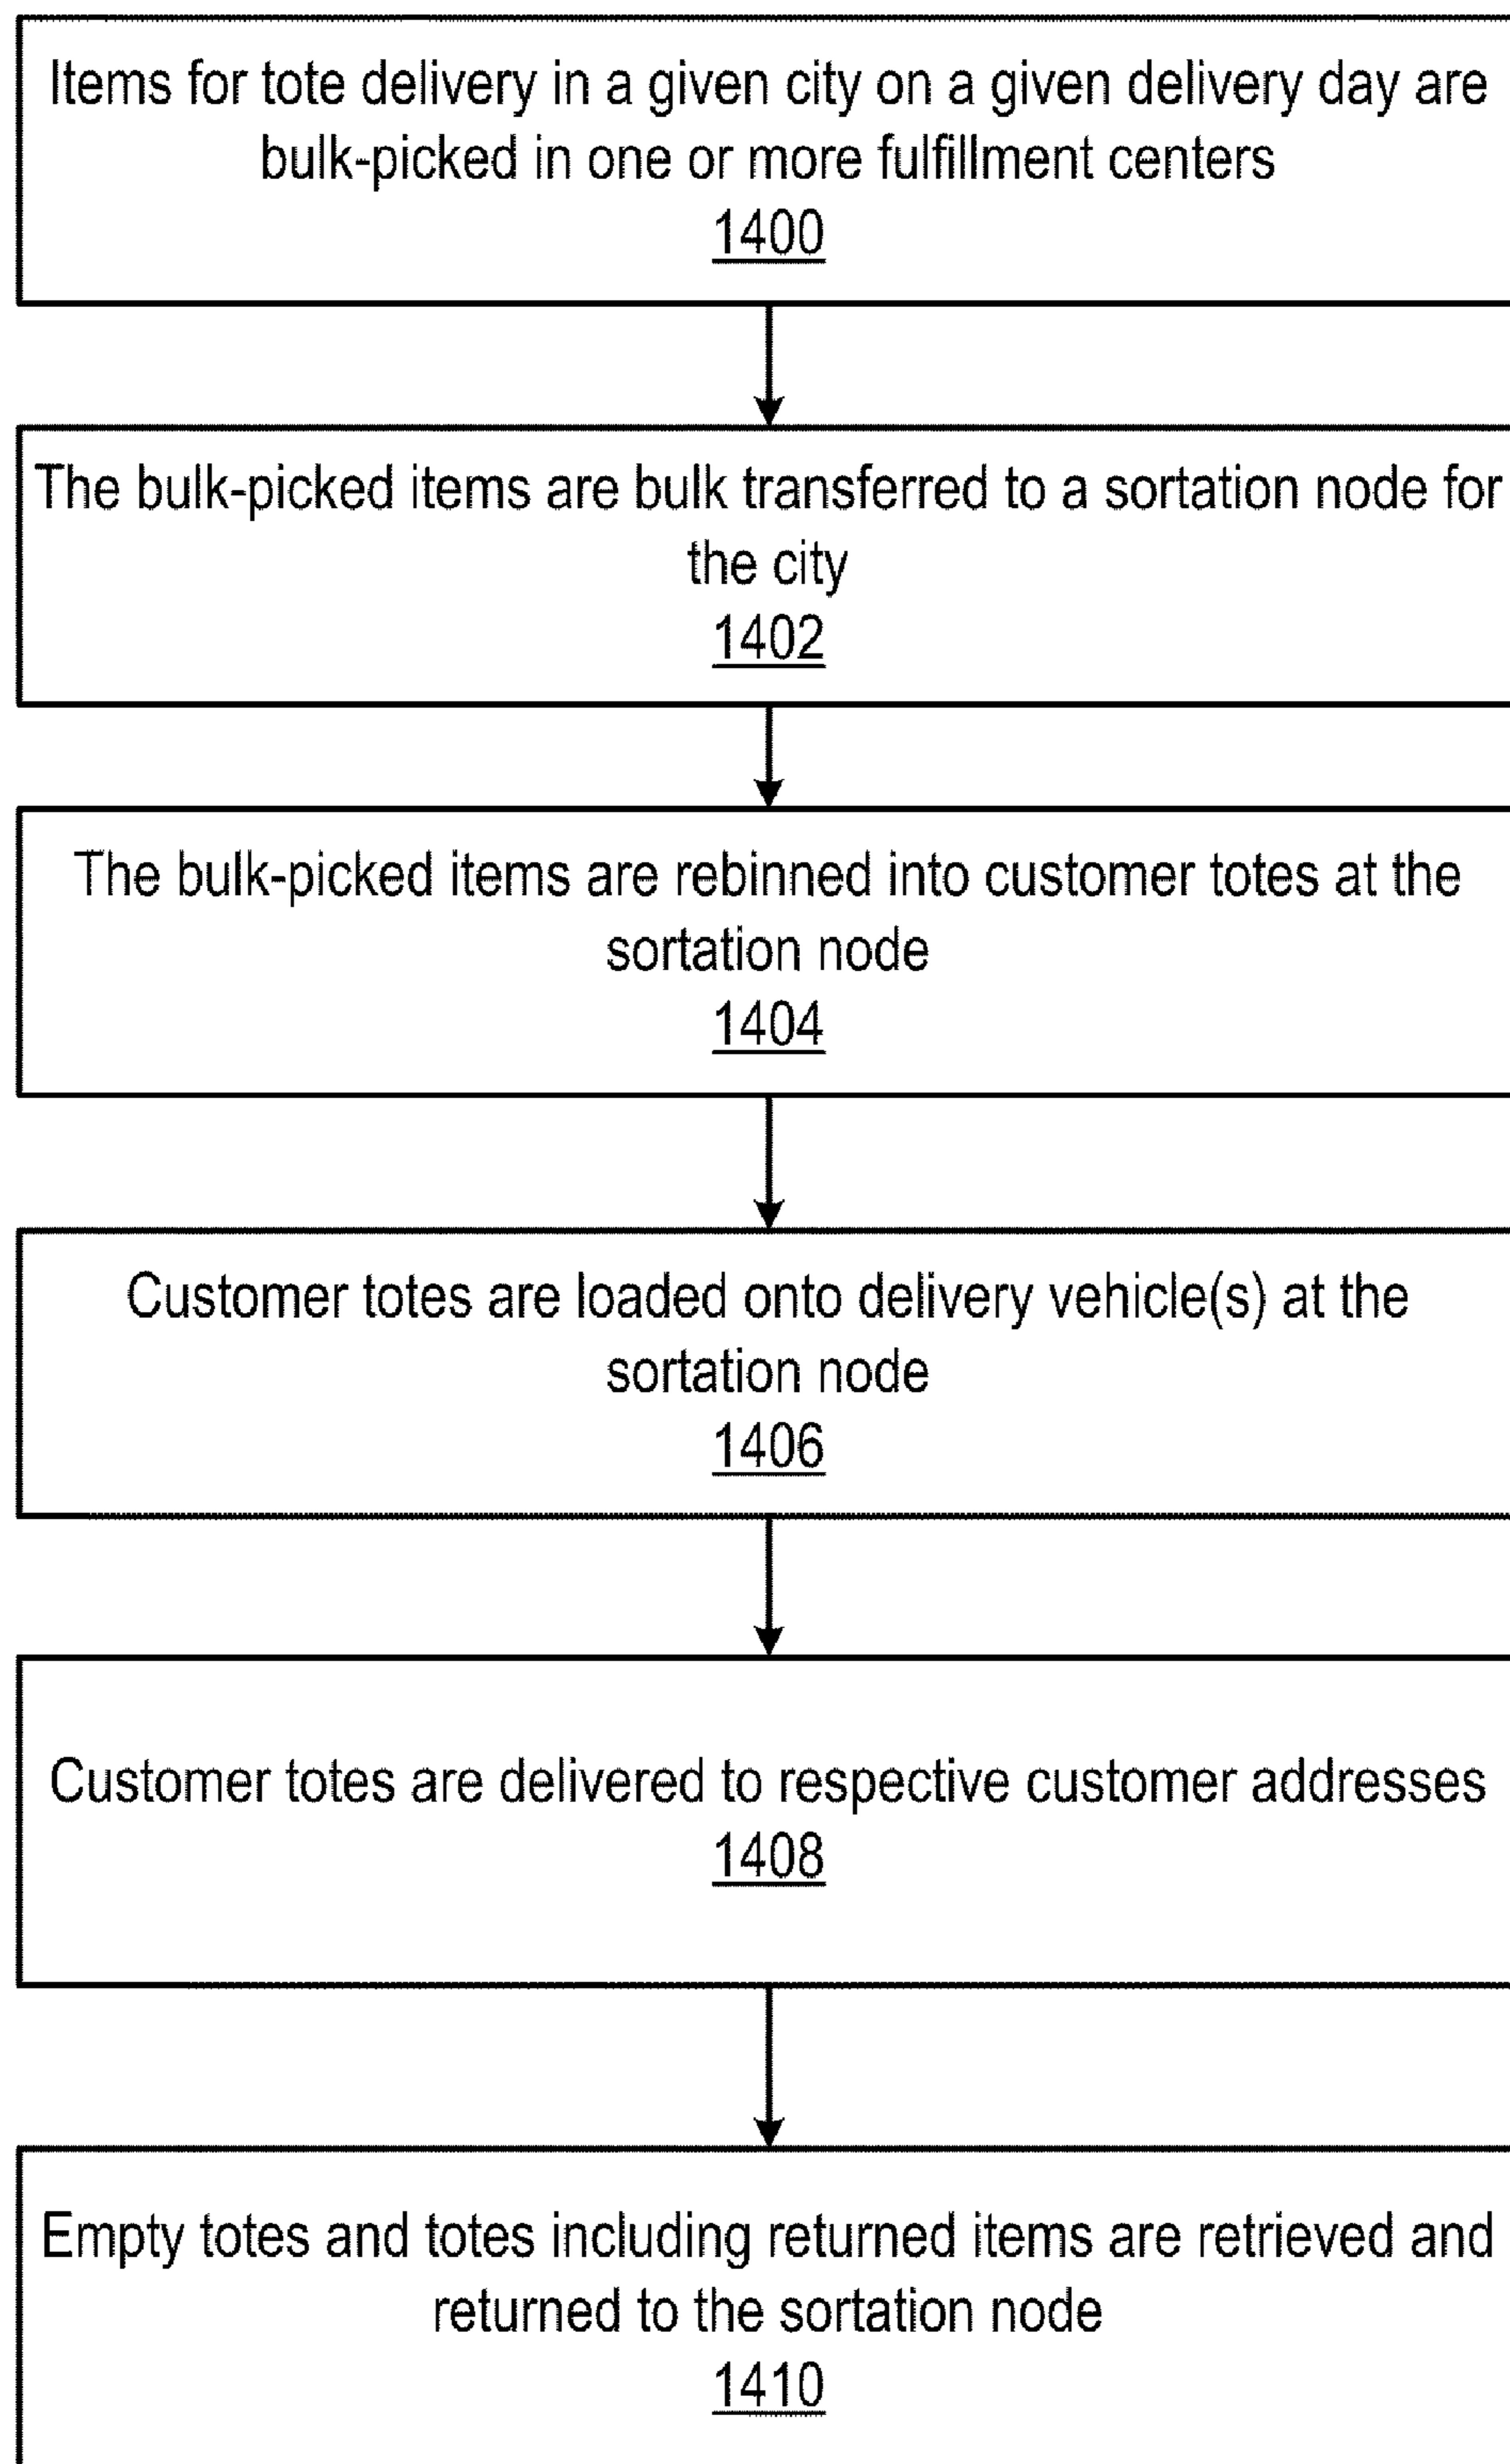 Items for tote delivery in a given city on a given delivery day are
bulk-picked in one or more fulfillment centers
1400
The bulk-picked items are bulk transferred to a sortation node for
the city
1402
The bulk-picked items are rebinned into customer totes at the
sortation node
1404
Customer totes are loaded onto delivery vehicle(s) at the
sortation node
1406
Customer totes are delivered to respective customer addresses
1408
Empty totes and totes including returned items are retrieved and
returned to the sortation node
1410